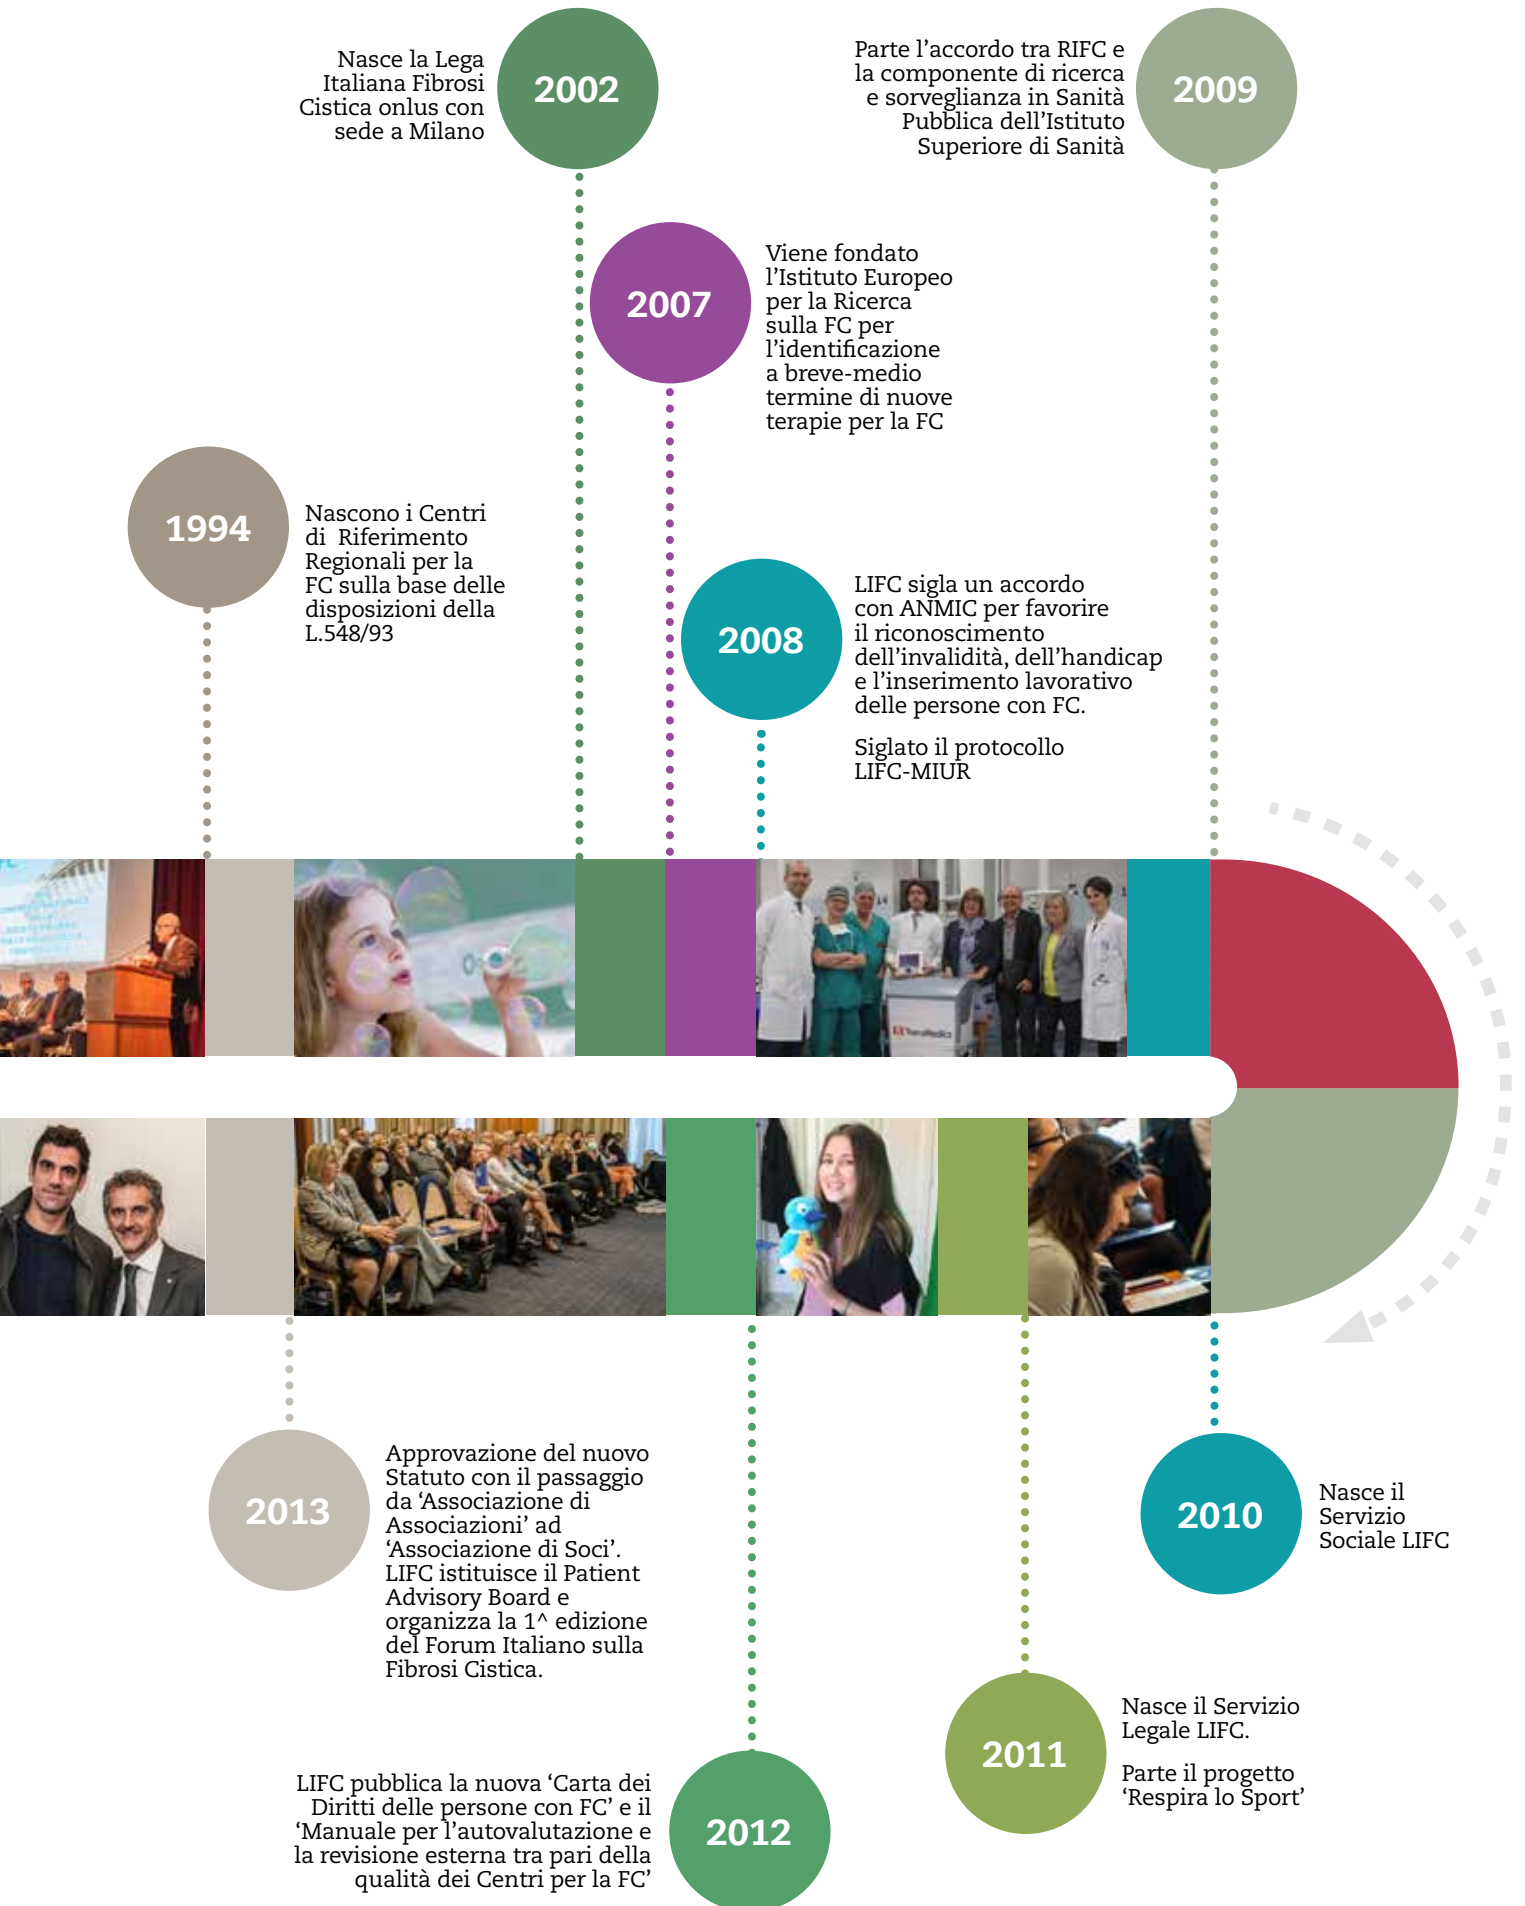 1994
Nascono i Centri
di Riferimento
Regionali per la
FC sulla base delle
disposizioni della
L.548/93
2002
Nasce la Lega
Italiana Fibrosi
Cistica onlus con
sede a Milano
2007
Viene fondato
l’Istituto Europeo
per la Ricerca
sulla FC per
l’identificazione
a breve-medio
termine di nuove
terapie per la FC
2008
LIFC sigla un accordo
con ANMIC per favorire
il riconoscimento
dell’invalidità, dell’handicap
e l’inserimento lavorativo
delle persone con FC.
Siglato il protocollo
LIFC-MIUR
2009
Parte l’accordo tra RIFC e
la componente di ricerca
e sorveglianza in Sanità
Pubblica dell’Istituto
Superiore di Sanità
2010
Nasce il
Servizio
Sociale LIFC
2011
Nasce il Servizio
Legale LIFC.
Parte il progetto
‘Respira lo Sport’
2012
LIFC pubblica la nuova ‘Carta dei
Diritti delle persone con FC’ e il
‘Manuale per l’autovalutazione e
la revisione esterna tra pari della
qualità dei Centri per la FC’
2013
Approvazione del nuovo
Statuto con il passaggio
da ‘Associazione di
Associazioni’ ad
‘Associazione di Soci’.
LIFC istituisce il Patient
Advisory Board e
organizza la 1^ edizione
del Forum Italiano sulla
Fibrosi Cistica.